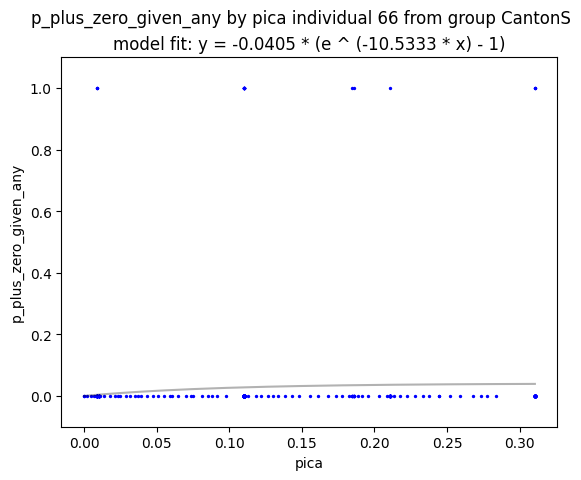 p_plus_zero_given_any by pica individual 66 from group CantonS
model fit: y = -0.0405 * (e ^ (-10.5333 * x) - 1)
1.0
0.8
0.6
0.4
0.2
0.0
p_plus_zero_given_any
0.00 0.05 0.10 0.15 0.20 0.25 0.30
pica